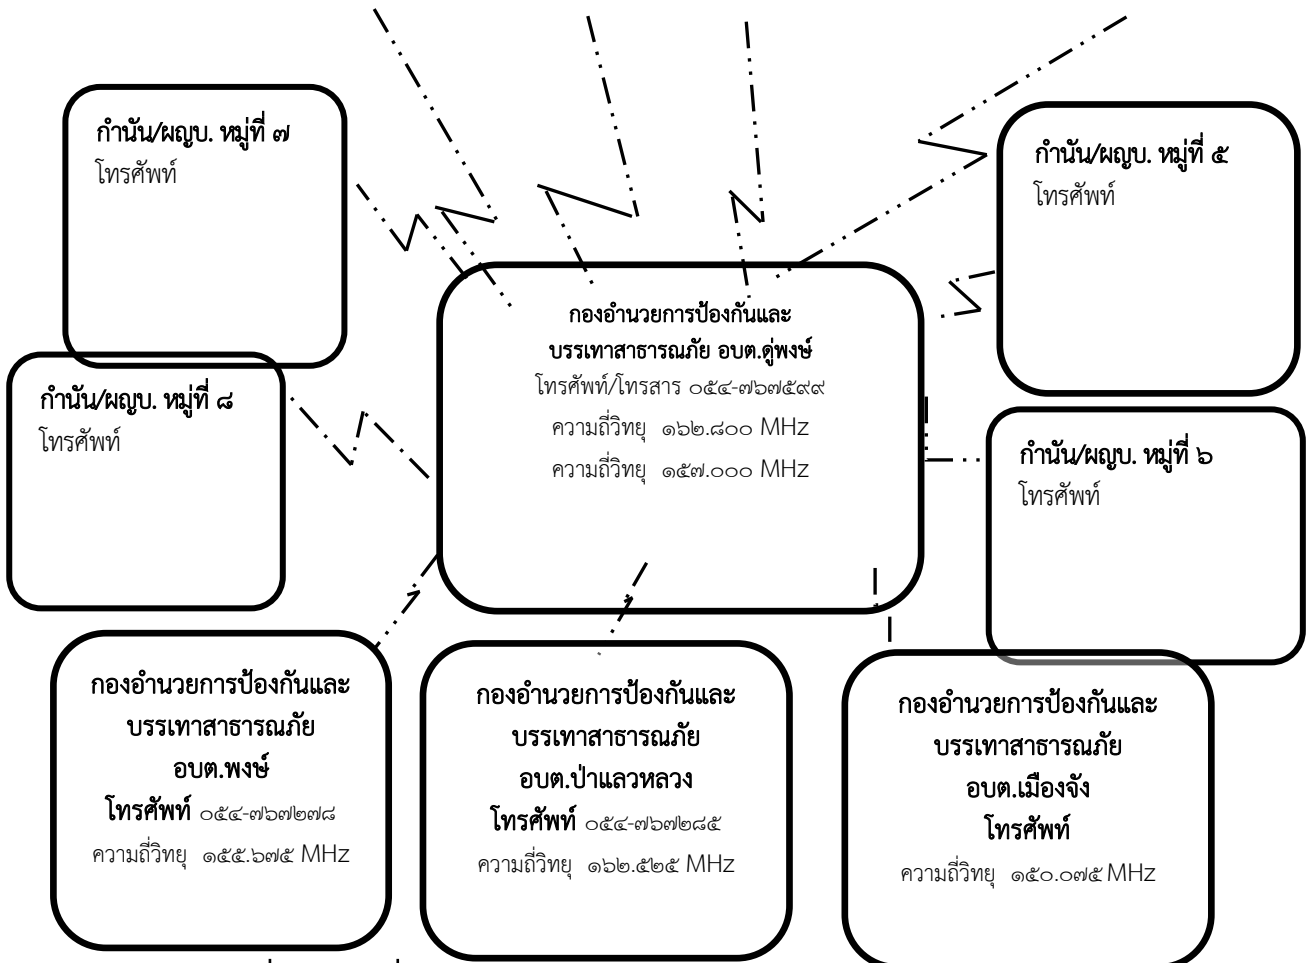 กำนัน/ผญบ. หมู่ที่ ๗
โทรศัพท์
กำนัน/ผญบ. หมู่ที่ ๕
โทรศัพท์
กองอำนวยการป้องกันและ
บรรเทาสาธารณภัย อบต.ดู่พงษ์
โทรศัพท์/โทรสาร ๐๕๔-๗๖๗๕๙๙
ความถี่วิทยุ ๑๖๒.๘๐๐ MHz
ความถี่วิทยุ ๑๕๗.๐๐๐ MHz
กำนัน/ผญบ. หมู่ที่ ๘
โทรศัพท์
กำนัน/ผญบ. หมู่ที่ ๖
โทรศัพท์
กองอำนวยการป้องกันและ
บรรเทาสาธารณภัย
อบต.พงษ์
โทรศัพท์ ๐๕๔-๗๖๗๒๗๘
ความถี่วิทยุ ๑๕๕.๖๗๕ MHz
กองอำนวยการป้องกันและ
บรรเทาสาธารณภัย
อบต.ป่าแลวหลวง
โทรศัพท์ ๐๕๔-๗๖๗๒๘๕
ความถี่วิทยุ ๑๖๒.๕๒๕ MHz
กองอำนวยการป้องกันและ
บรรเทาสาธารณภัย
อบต.เมืองจัง
โทรศัพท์
ความถี่วิทยุ ๑๕๐.๐๗๕ MHz